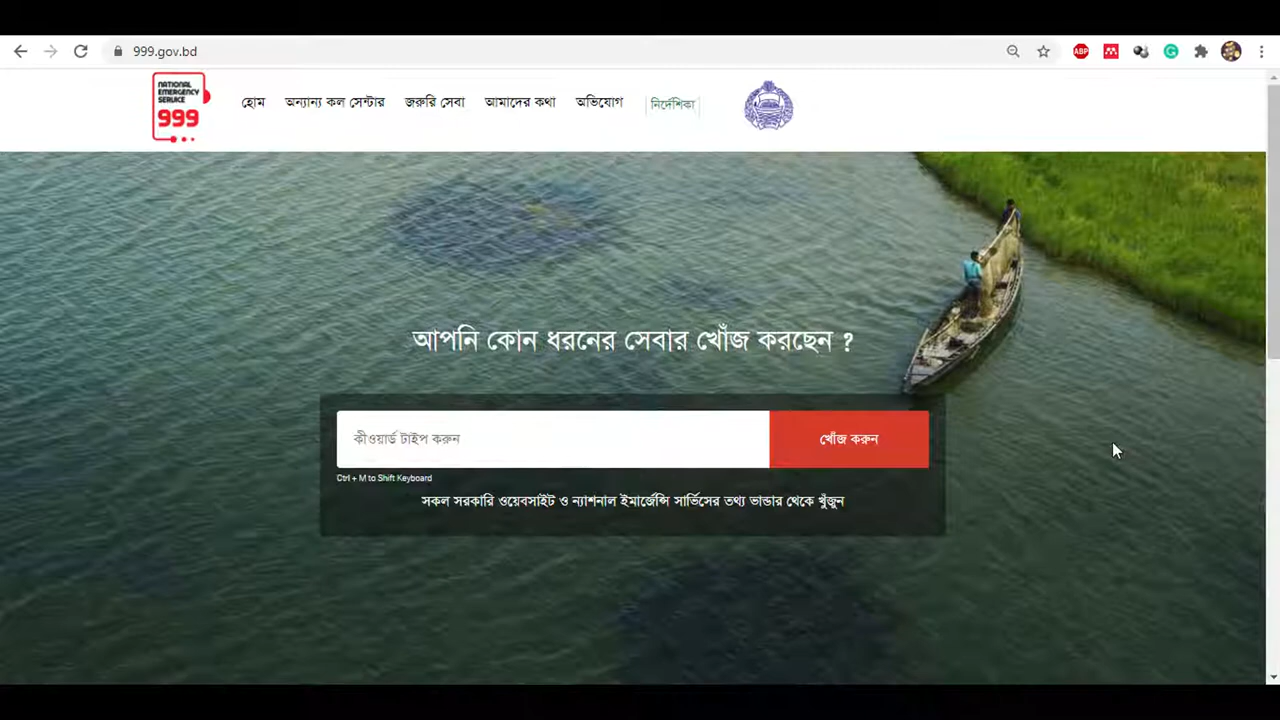 999.gov.bd
NATIONAL
EMERGENCY
SERVICE
999
হোম অন্যান্য কল সেন্টার জরুরি সেবা আমাদের কথা অভিযোগ নির্দেশিকা
আপনি কোন ধরনের সেবার খোঁজ করছেন ?
কীওয়ার্ড টাইপ করুন খোঁজ করুন
Ctrl + M to Shift Keyboard
সকল সরকারি ওয়েবসাইট ও ন্যাশনাল ইমার্জেন্সি সার্ভিসের তথ্য ভান্ডার থেকে খুঁজুন
ABP